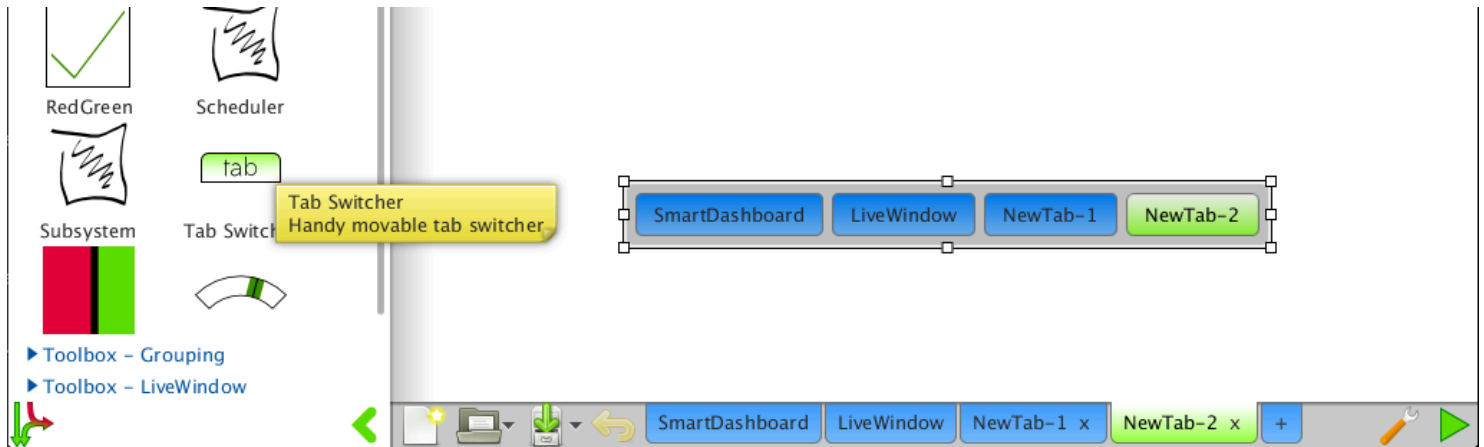 RedGreen
Scheduler
tab
Tab Switcher
Handy movable tab switcher
Subsystem
Tab Switch
SmartDashboard
LiveWindow
NewTab-1
NewTab-2
Toolbox - Grouping
Toolbox - LiveWindow
SmartDashboard
LiveWindow
NewTab-1 x
NewTab-2 x
+